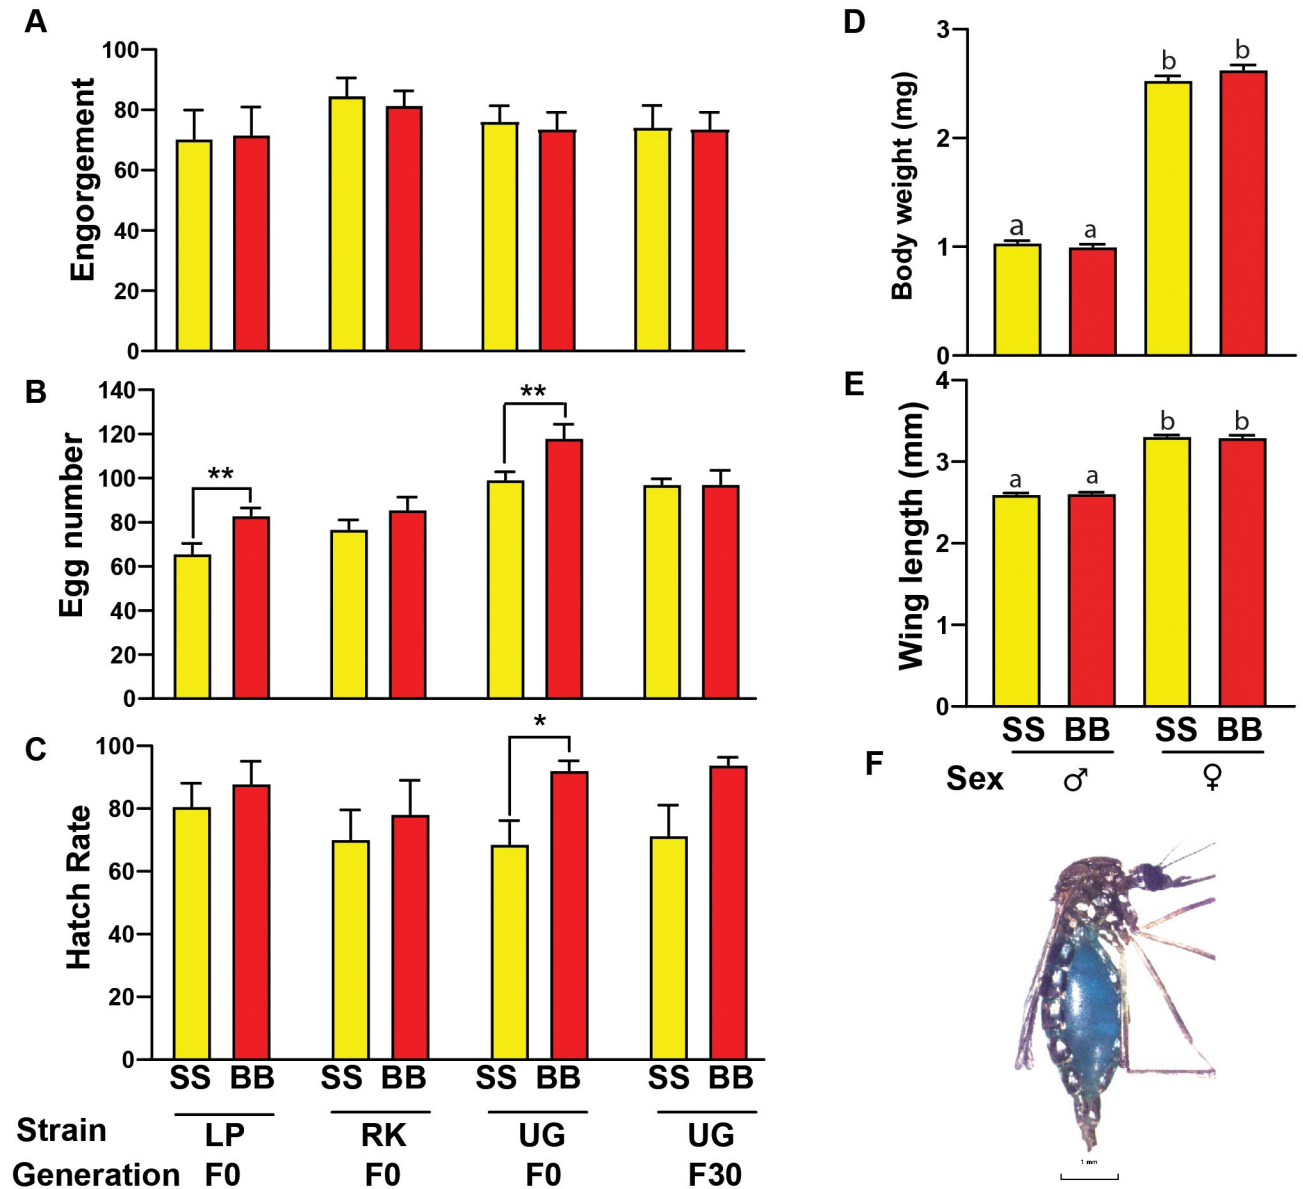 A
100
80
60
40
20
0
Engorgement
B
140
120
100
80
60
40
20
0
Egg number
**
**
C
100
80
60
40
20
0
Hatch Rate
*
SS BB SS BB SS BB SS BB
Strain LP RK UG UG
Generation F0 F0 F0 F30
D
3
2
1
0
Body weight (mg)
a a b b
E
4
3
2
1
0
Wing length (mm)
a a b b
SS BB SS BB
F
Sex ♂ ♀
1 mm